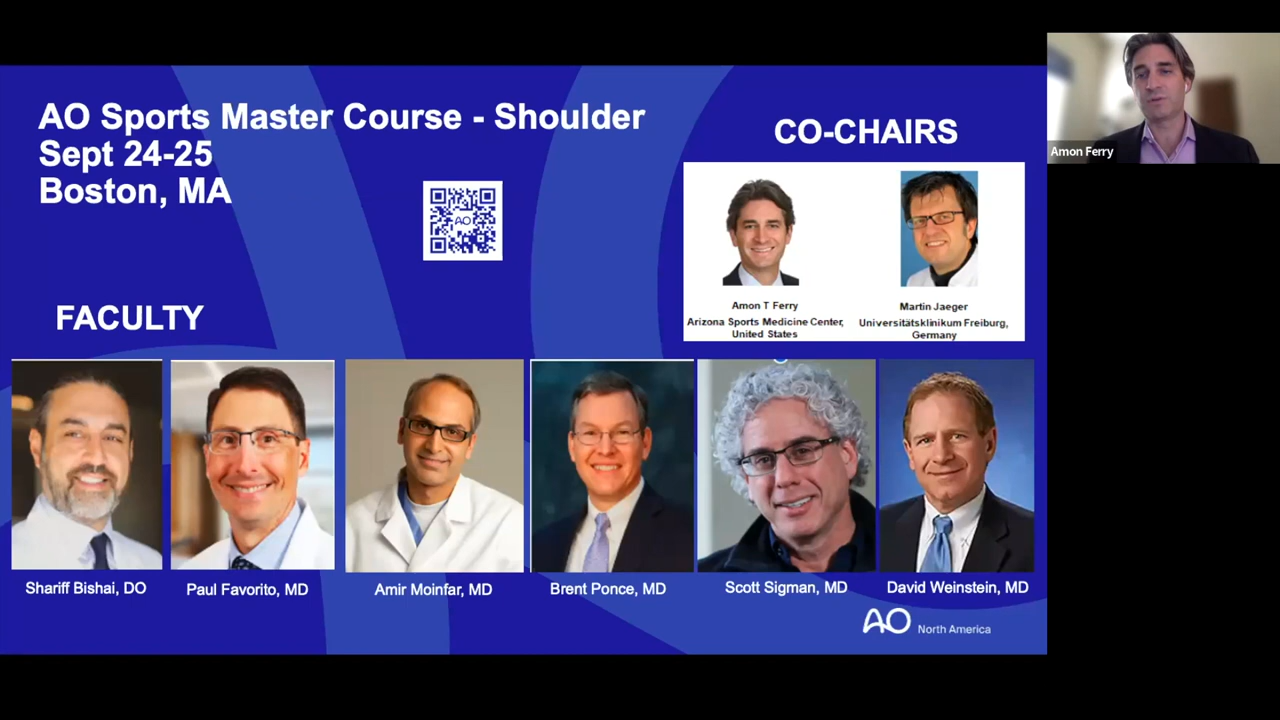 AO Sports Master Course - Shoulder
Sept 24-25
Boston, MA
AO
CO-CHAIRS
Amon T Ferry
Arizona Sports Medicine Center,
United States
Martin Jaeger
Universitätsklinikum Freiburg,
Germany
Amon Ferry
FACULTY
Shariff Bishai, DO
Paul Favorito, MD
Amir Moinfar, MD
Brent Ponce, MD
Scott Sigman, MD
David Weinstein, MD
AO North America